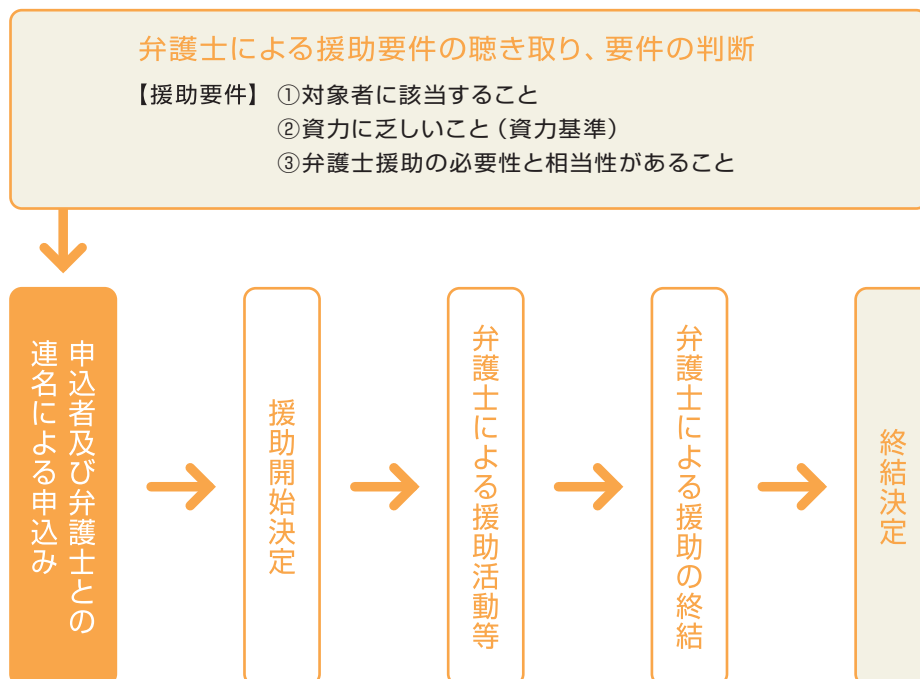 弁護士による援助要件の聴き取り、要件の判断
【援助要件】 ①対象者に該当すること
②資力に乏しいこと（資力基準）
③弁護士援助の必要性と相当性があること
申込者及び弁護士との
連名による申込み
援助開始決定
弁護士による援助活動等
弁護士による援助の終結
終結決定